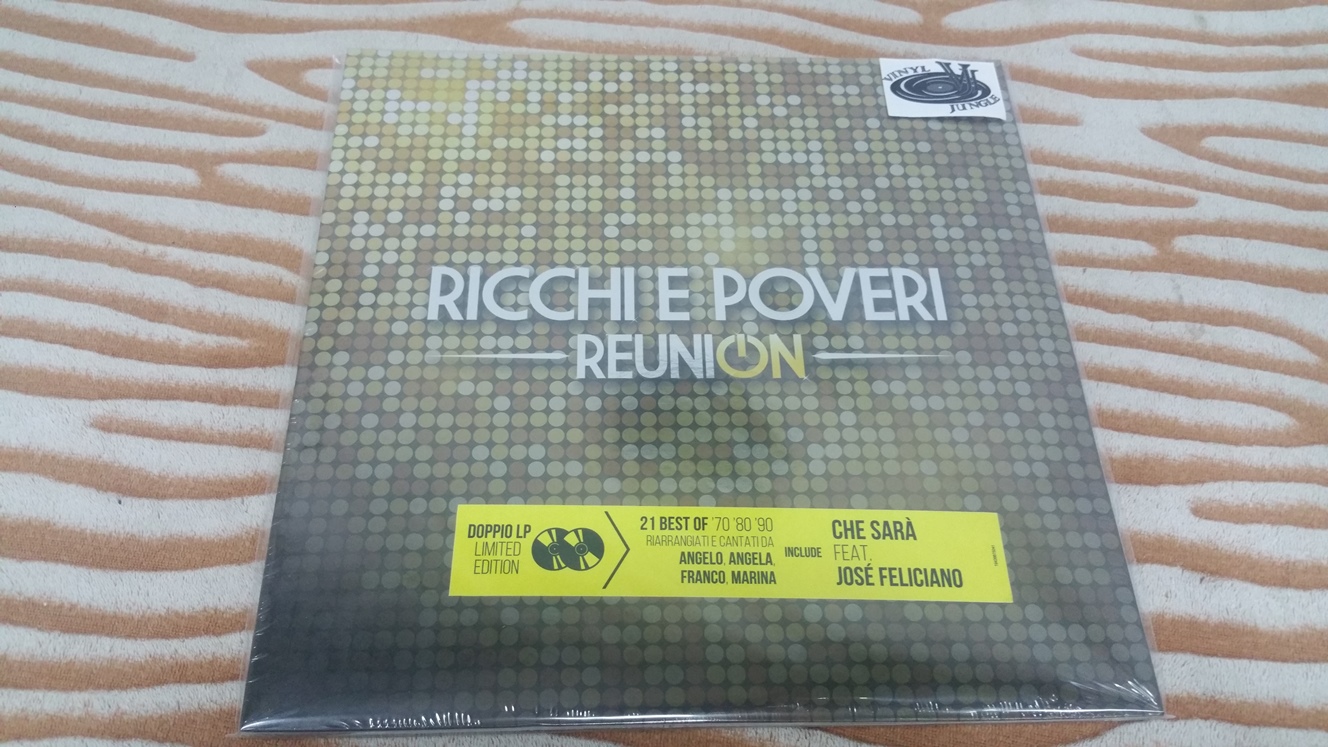 VINYL
VJ
JUNGLE
RICCHI E POVERI
REUNION
DOPPIO LP
LIMITED
EDITION
21 BEST OF '70 '80 '90
RIARRANGIATI E CANTATI DA
ANGELO, ANGELA,
FRANCO, MARINA
INCLUDE
CHE SARÀ
FEAT.
JOSÉ FELICIANO